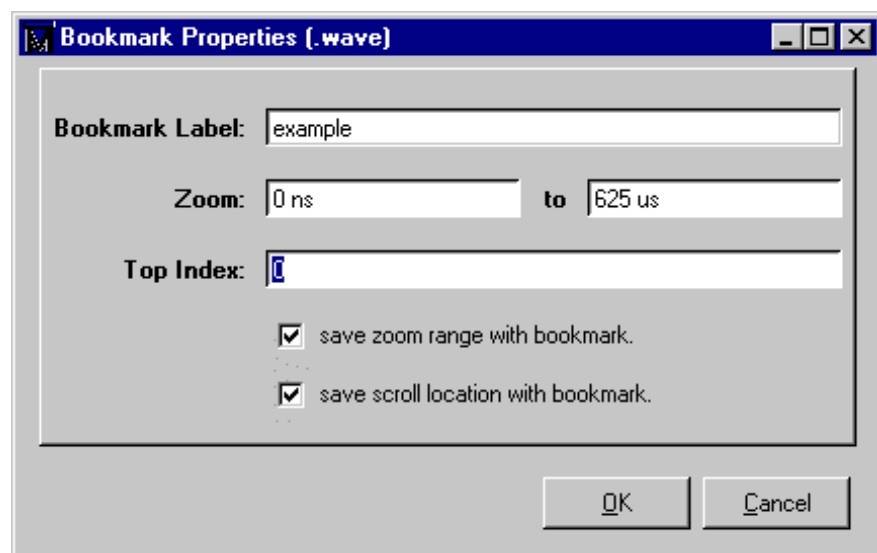 Bookmark Properties (.wave)
Bookmark Label: example
Zoom: 0 ns to 625 us
Top Index: 0
save zoom range with bookmark.
save scroll location with bookmark.
OK Cancel